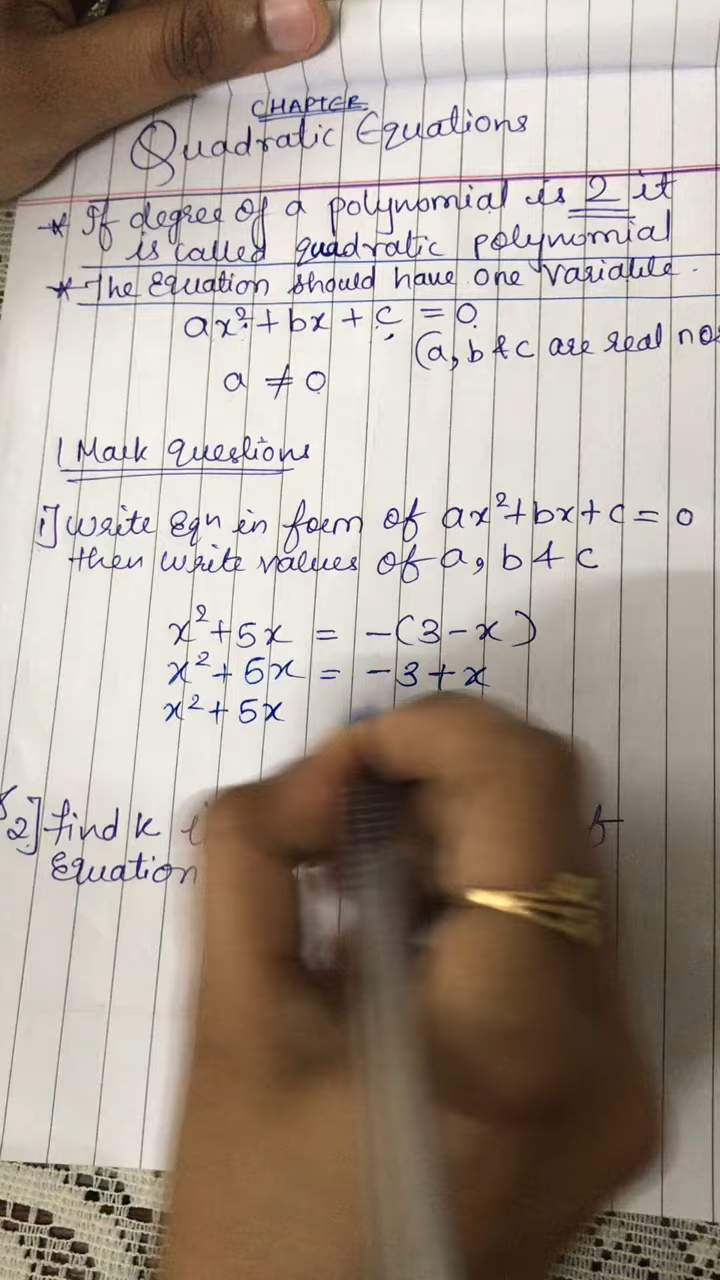 CHAPTER
Quadratic Equations
* If degree of a polynomial is 2 it
is called quadratic polynomial
* The Equation should have one variable.
ax²+bx+c = 0
(a, b & c are real nos
a ≠ 0
1 Mark Questions
1] Write Eqn in form of ax²+bx+c = 0
then write values of a, b & c
x²+5x = -(3-x)
x²+5x = -3+x
x²+5x
2] find k
Equation